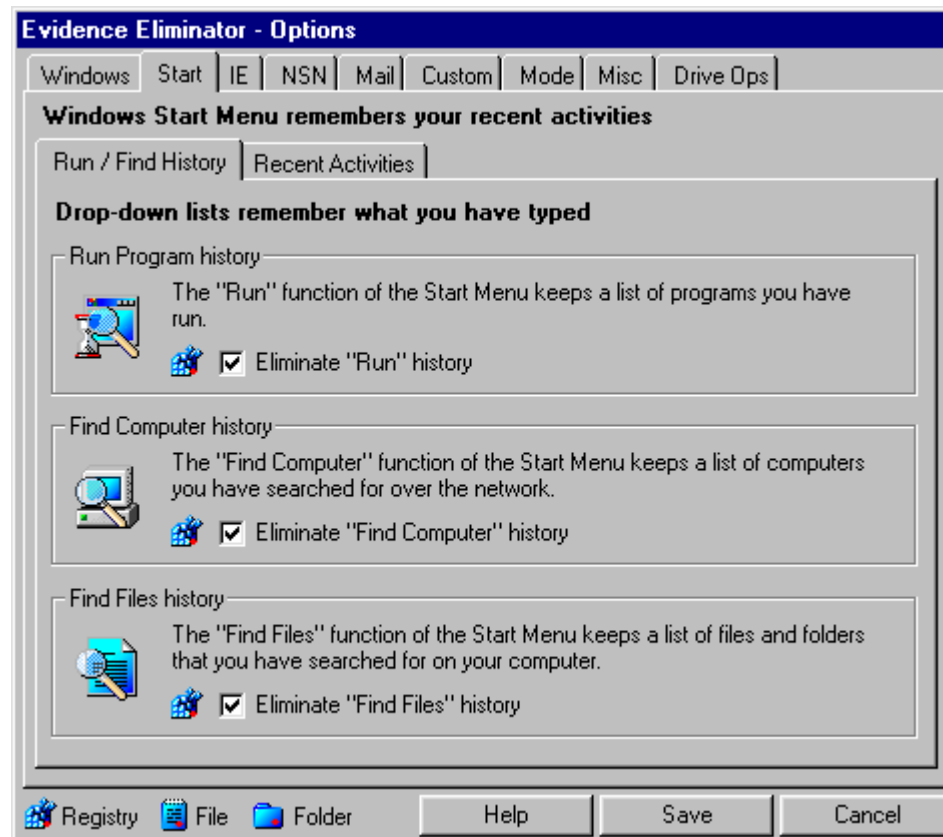 Evidence Eliminator - Options
Windows Start IE NSN Mail Custom Mode Misc Drive Ops
Windows Start Menu remembers your recent activities
Run / Find History Recent Activities
Drop-down lists remember what you have typed
Run Program history
The "Run" function of the Start Menu keeps a list of programs you have
run.
Eliminate "Run" history
Find Computer history
The "Find Computer" function of the Start Menu keeps a list of computers
you have searched for over the network.
Eliminate "Find Computer" history
Find Files history
The "Find Files" function of the Start Menu keeps a list of files and folders
that you have searched for on your computer.
Eliminate "Find Files" history
Registry File Folder Help Save Cancel